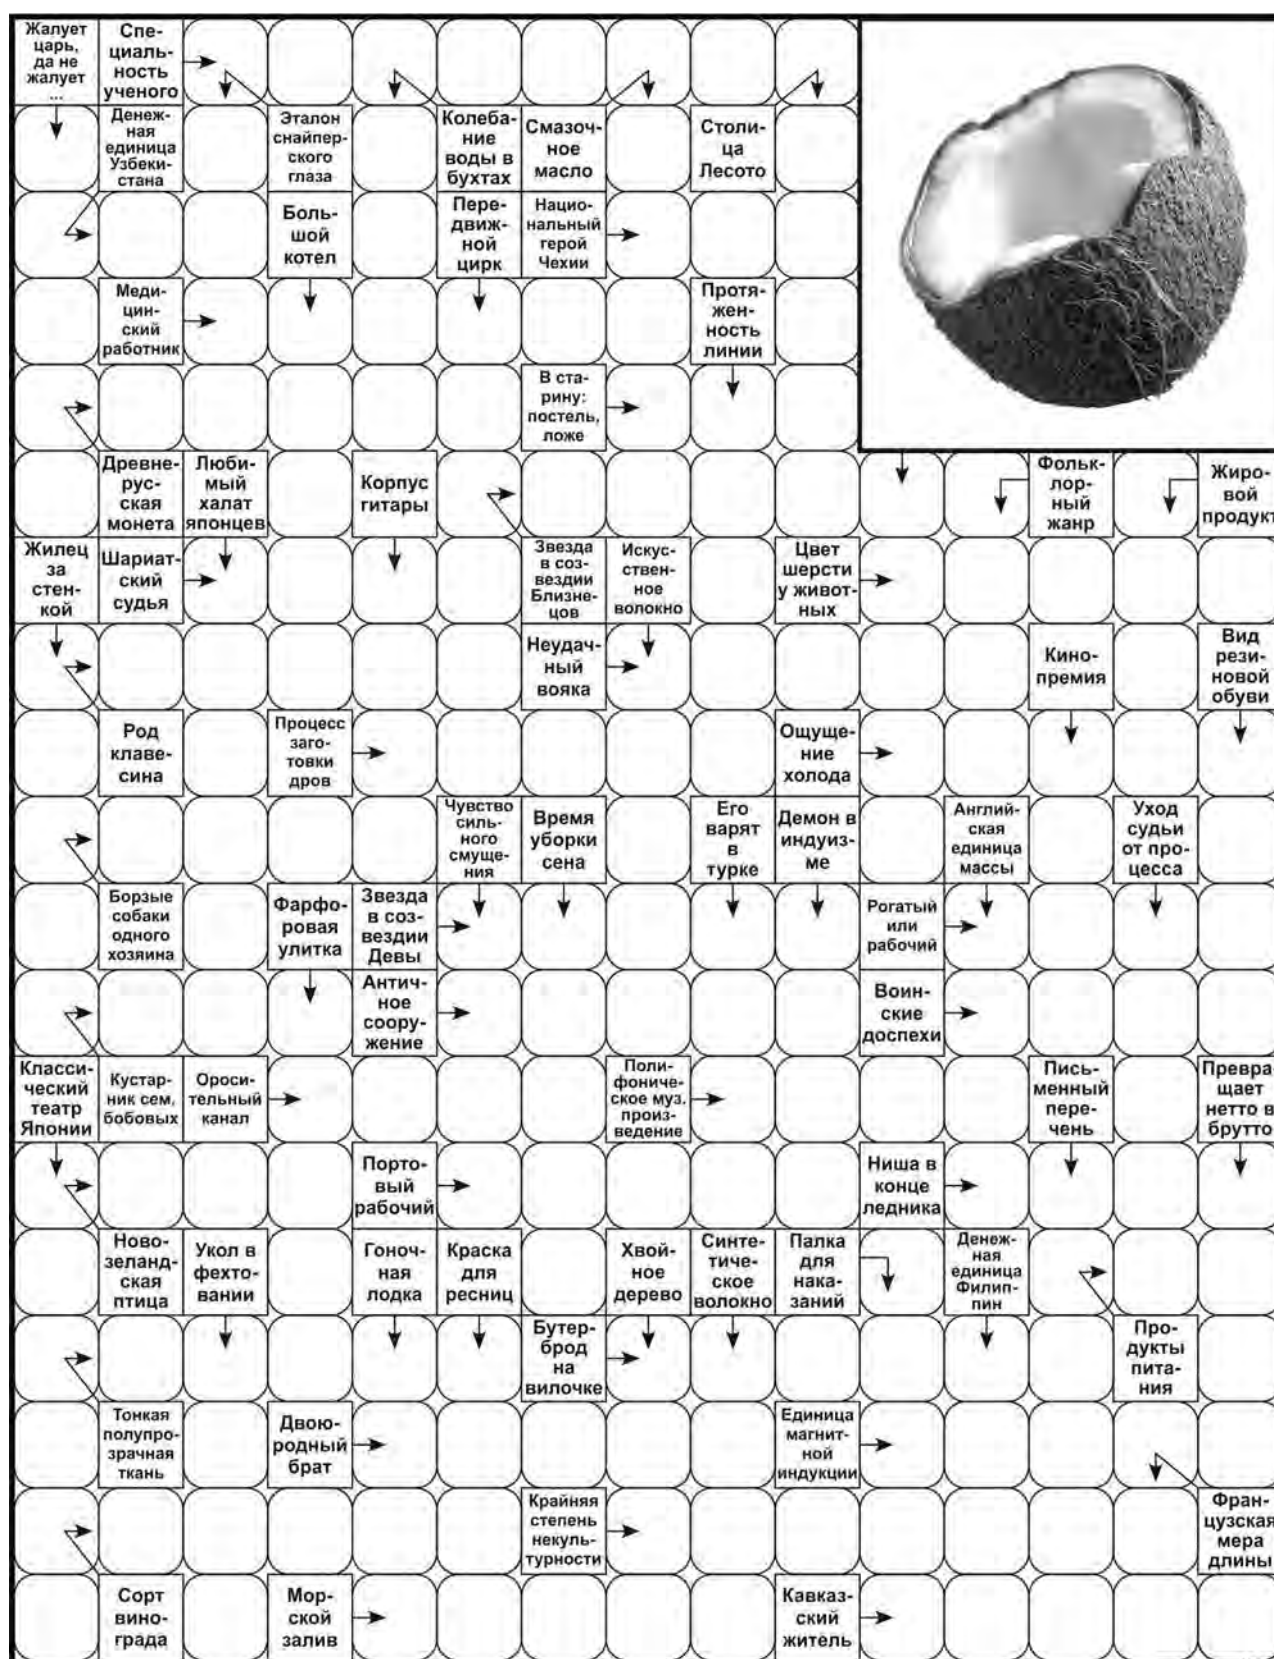 Жалует
царь,
да не
жалует
...
Спе-
циаль-
ность
ученого
Денеж-
ная
единица
Узбеки-
стана
Эталон
снайпер-
ского
глаза
Колеба-
ние
воды в
бухтах
Смазоч-
ное
масло
Столи-
ца
Лесото
Боль-
шой
котел
Пере-
движ-
ной
цирк
Нацио-
нальный
герой
Чехии
Меди-
цин-
ский
работник
Протя-
жен-
ность
линии
В ста-
рину:
постель,
ложе
Древне-
рус-
ская
монета
Люби-
мый
халат
японцев
Корпус
гитары
Фольк-
лор-
ный
жанр
Жиро-
вой
продукт
Жилец
за
стен-
кой
Шариат-
ский
судья
Звезда
в соз-
вездии
Близне-
цов
Искус-
ствен-
ное
волокно
Цвет
шерсти
у живот-
ных
Неудач-
ный
вояка
Кино-
премия
Вид
рези-
новой
обуви
Род
клаве-
сина
Процесс
заго-
товки
дров
Ощуще-
ние
холода
Чувство
силь-
ного
смуще-
ния
Время
уборки
сена
Его
варят
в
турке
Демон в
индуиз-
ме
Англий-
ская
единица
массы
Уход
судьи
от про-
цесса
Борзые
собаки
одного
хозяина
Фарфо-
ровая
улитка
Звезда
в соз-
вездии
Девы
Рогатый
или
рабочий
Антич-
ное
соору-
жение
Воин-
ские
доспехи
Класси-
ческий
театр
Японии
Кустар-
ник сем.
бобовых
Ороси-
тельный
канал
Поли-
фониче-
ское муз.
произ-
ведение
Пись-
менный
пере-
чень
Превра-
щает
нетто в
брутто
Порто-
вый
рабочий
Ниша в
конце
ледника
Ново-
зеланд-
ская
птица
Укол в
фехто-
вании
Гоноч-
ная
лодка
Краска
для
ресниц
Хвой-
ное
дерево
Синте-
тиче-
ское
волокно
Палка
для
нака-
заний
Денеж-
ная
единица
Филип-
пин
Бутер-
брод
на
вилочке
Про-
дукты
пита-
ния
Тонкая
полупро-
зрачная
ткань
Двою-
родный
брат
Единица
магнит-
ной
индукции
Крайняя
степень
некуль-
турности
Фран-
цузская
мера
длины
Сорт
вино-
града
Мор-
ской
залив
Кавказ-
ский
житель